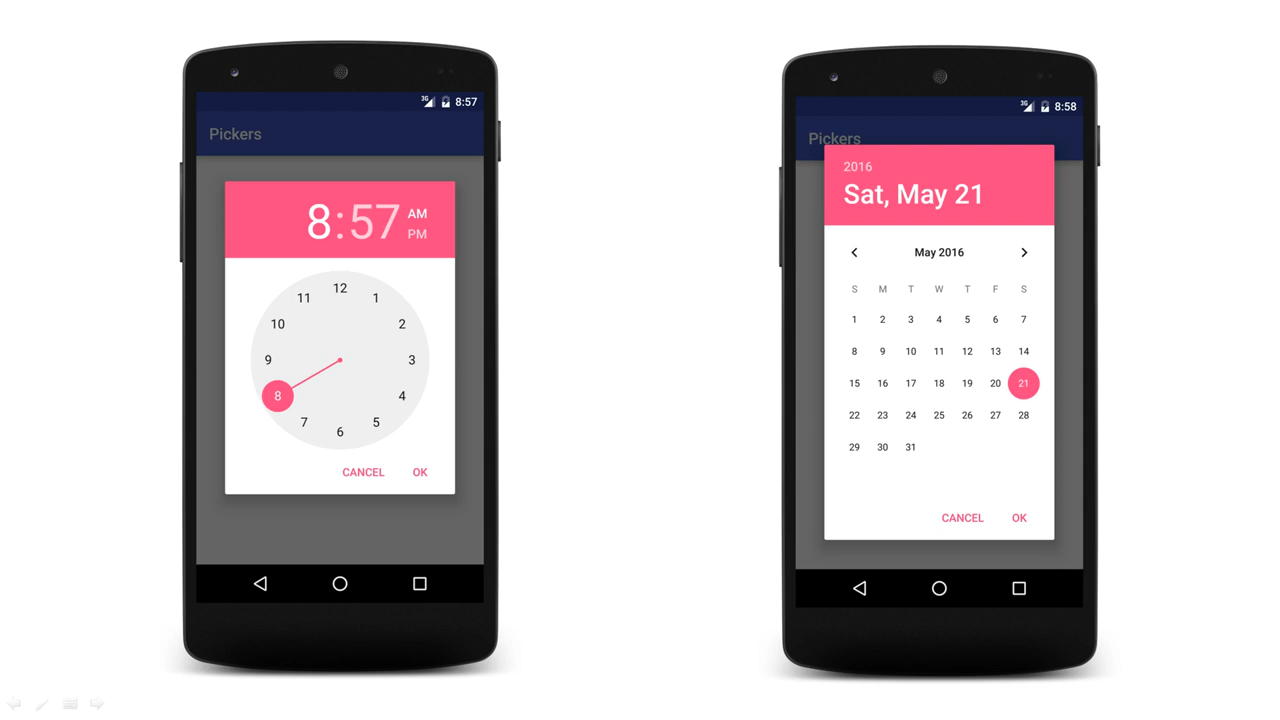 3G 8:57
Pickers
8:57 AM
PM
12
11 1
10 2
9 3
8 4
7 5
6
CANCEL OK
3G 8:58
Pickers
2016
Sat, May 21
May 2016
S M T W T F S
1 2 3 4 5 6 7
8 9 10 11 12 13 14
15 16 17 18 19 20 21
22 23 24 25 26 27 28
29 30 31
CANCEL OK